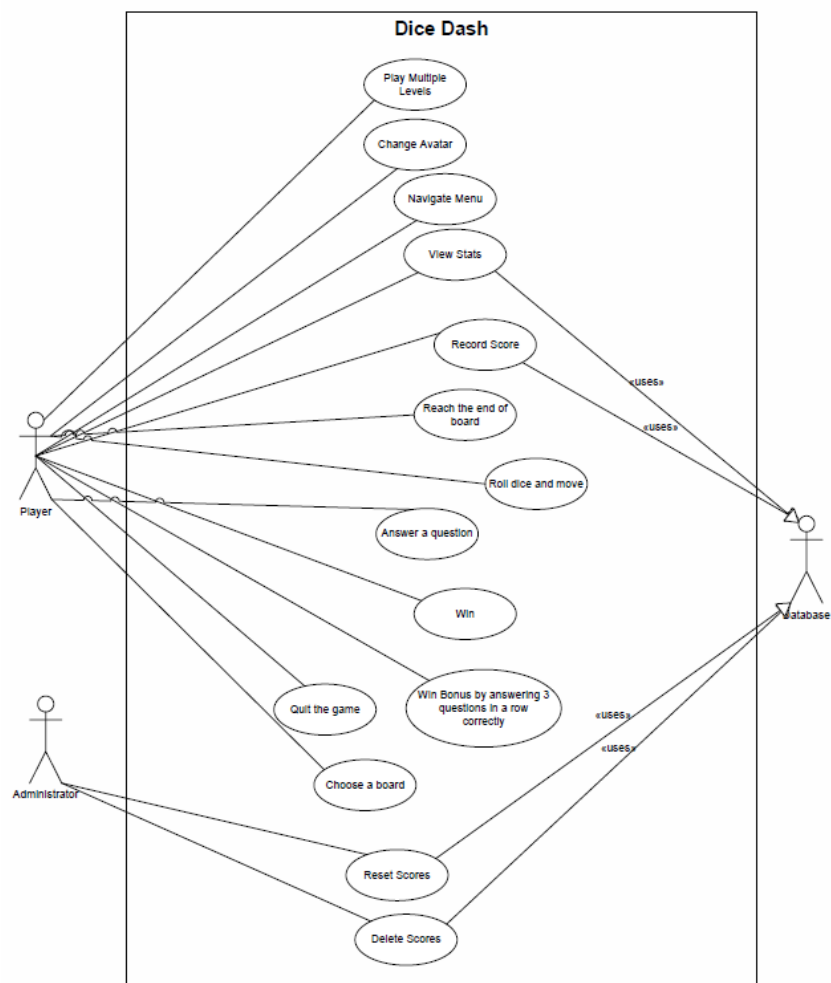 Dice Dash
Play Multiple
Levels
Change Avatar
Navigate Menu
View Stats
Record Score
«uses»
Reach the end of
board
«uses»
Roll dice and move
Player
Answer a question
Database
Win
Win Bonus by answering 3
questions in a row
correctly
Quit the game
«uses»
«uses»
Choose a board
Administrator
Reset Scores
Delete Scores